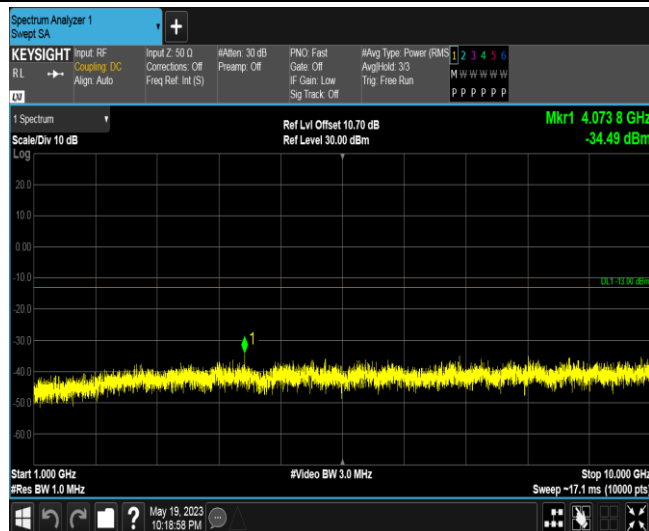 Spectrum Analyzer 1
Swept SA
KEYSIGHT
RL
LXI
Input: RF
Coupling: DC
Align: Auto
Input Z: 50 Ω
Corrections: Off
Freq Ref: Int (S)
#Atten: 30 dB
Preamp: Off
PNO: Fast
Gate: Off
IF Gain: Low
Sig Track: Off
#Avg Type: Power (RMS
Avg|Hold: 3/3
Trig: Free Run
1 2 3 4 5 6
M W W W W W
P P P P P P
1 Spectrum
Scale/Div 10 dB
Log
Ref Lvl Offset 10.70 dB
Ref Level 30.00 dBm
Mkr1 4.073 8 GHz
-34.49 dBm
20.0
10.0
0.00
-10.0
DL1 -13.00 dBm
-20.0
-30.0
1
-40.0
-50.0
-60.0
Start 1.000 GHz
#Res BW 1.0 MHz
#Video BW 3.0 MHz
Stop 10.000 GHz
Sweep ~17.1 ms (10000 pts)
?
May 19, 2023
10:18:58 PM